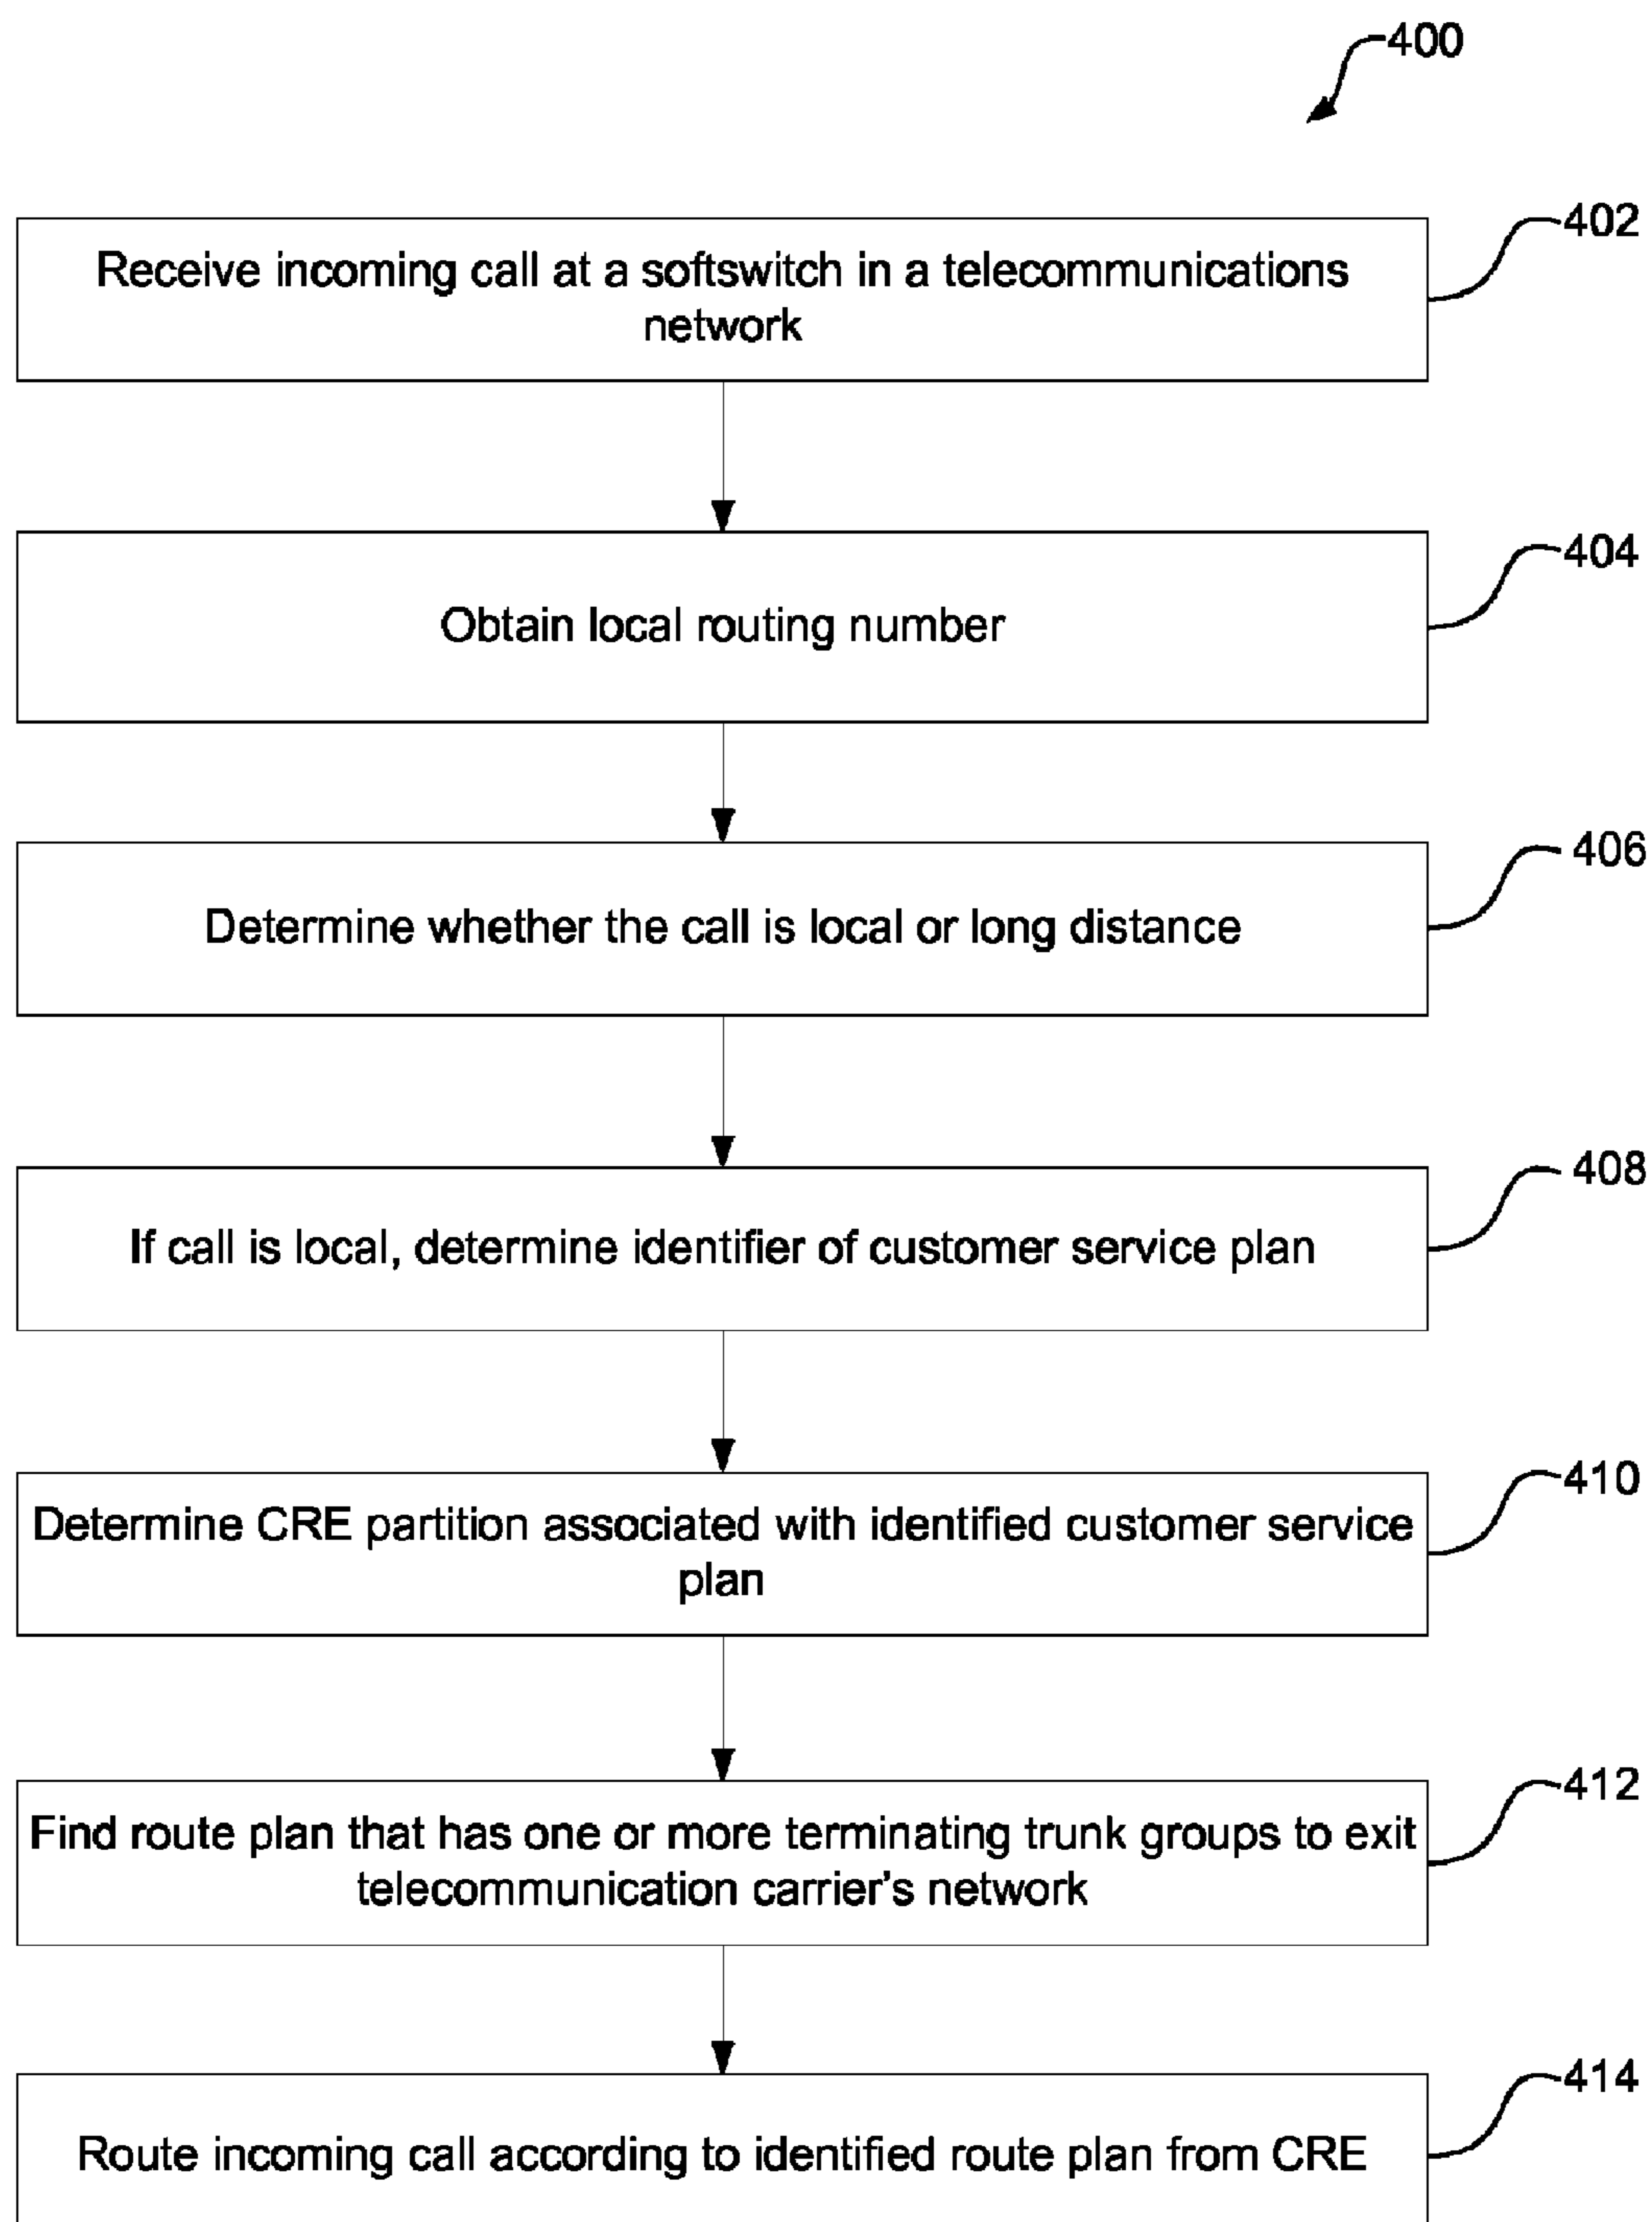 400
402
Receive incoming call at a softswitch in a telecommunications
network
404
Obtain local routing number
406
Determine whether the call is local or long distance
408
If call is local, determine identifier of customer service plan
410
Determine CRE partition associated with identified customer service
plan
412
Find route plan that has one or more terminating trunk groups to exit
telecommunication carrier's network
414
Route incoming call according to identified route plan from CRE